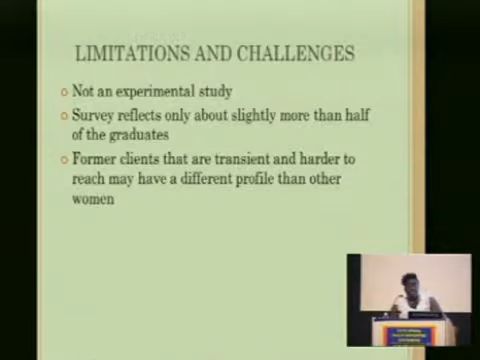 LIMITATIONS AND CHALLENGES
Not an experimental study
Survey reflects only about slightly more than half
of the graduates
Former clients that are transient and harder to
reach may have a different profile than other
women